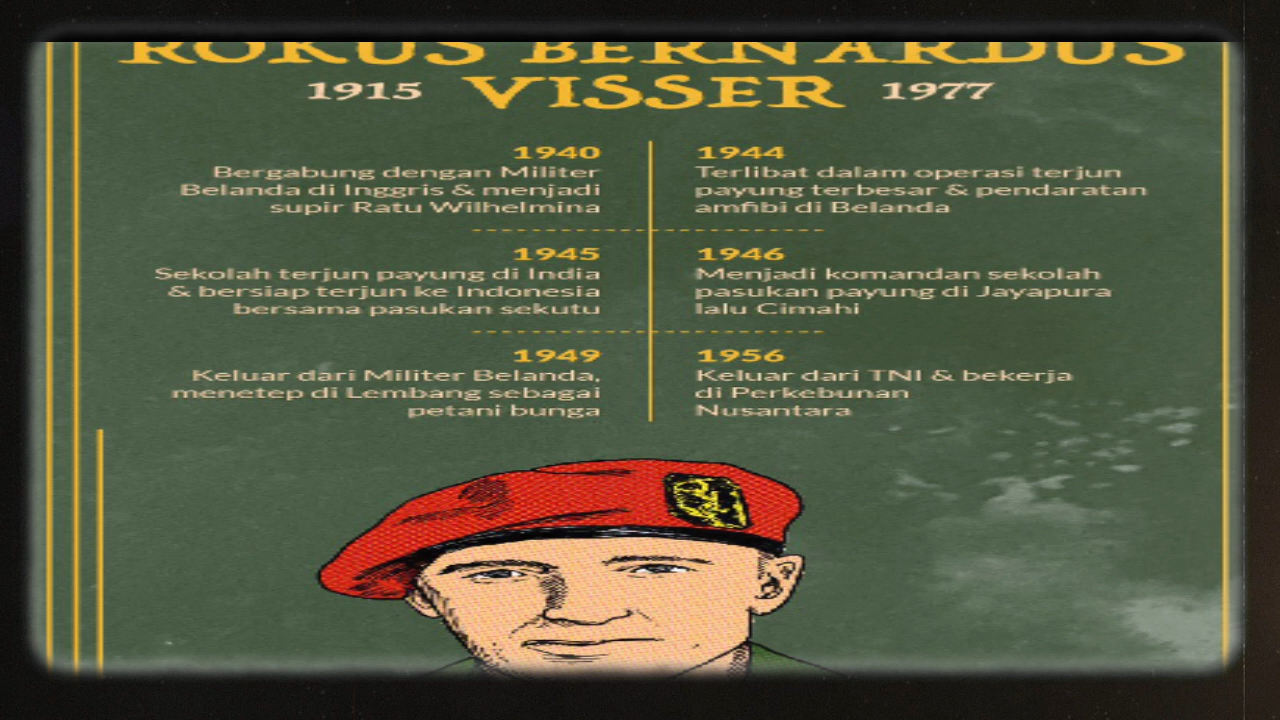 ROKUS BERNARDUS
1915 VISSER 1977
1940
Bergabung dengan Militer
Belanda di Inggris & menjadi
supir Ratu Wilhelmina
1944
Terlibat dalam operasi terjun
payung terbesar & pendaratan
amfibi di Belanda
1945
Sekolah terjun payung di India
& bersiap terjun ke Indonesia
bersama pasukan sekutu
1946
Menjadi komandan sekolah
pasukan payung di Jayapura
lalu Cimahi
1949
Keluar dari Militer Belanda,
menetep di Lembang sebagai
petani bunga
1956
Keluar dari TNI & bekerja
di Perkebunan
Nusantara